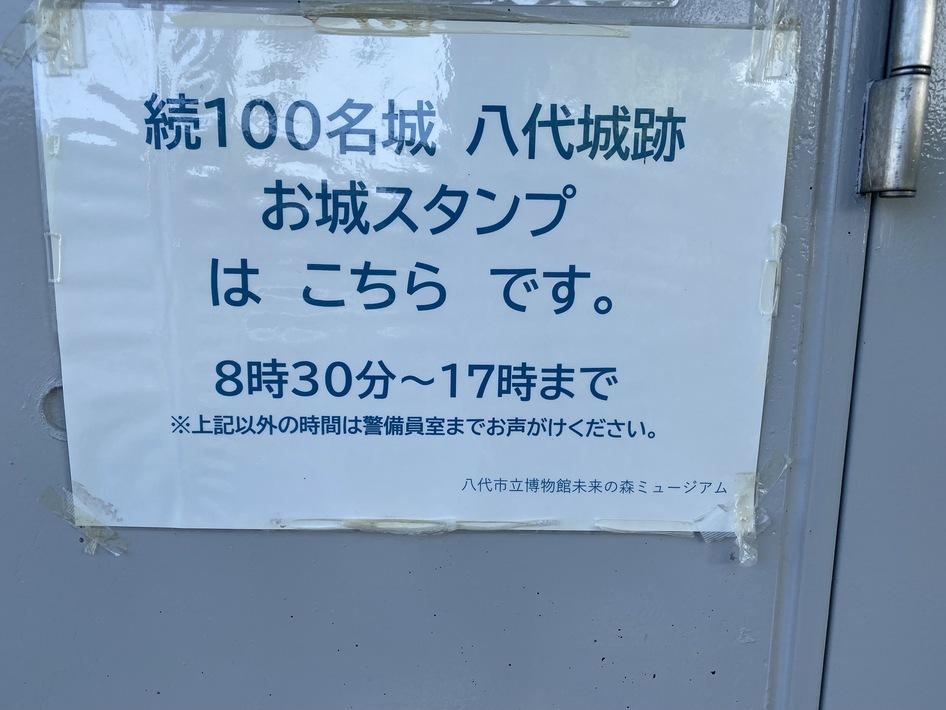 続100名城 八代城跡
お城スタンプ
は こちら です。
8時30分～17時まで
※上記以外の時間は警備員室までお声がけください。
八代市立博物館未来の森ミュージアム